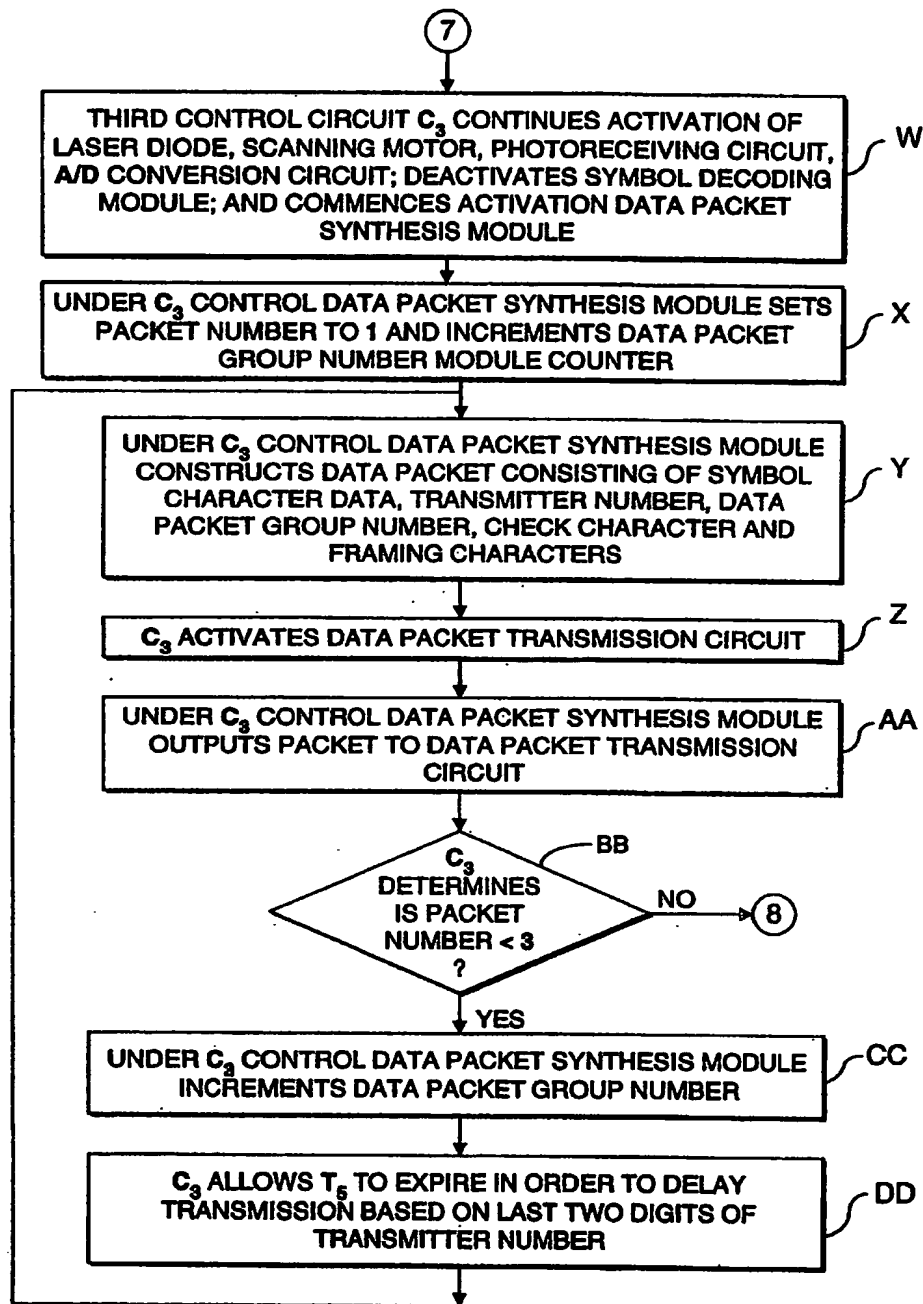 7
THIRD CONTROL CIRCUIT C3 CONTINUES ACTIVATION OF
LASER DIODE, SCANNING MOTOR, PHOTORECEIVING CIRCUIT,
A/D CONVERSION CIRCUIT; DEACTIVATES SYMBOL DECODING
MODULE; AND COMMENCES ACTIVATION DATA PACKET
SYNTHESIS MODULE
W
UNDER C3 CONTROL DATA PACKET SYNTHESIS MODULE SETS
PACKET NUMBER TO 1 AND INCREMENTS DATA PACKET
GROUP NUMBER MODULE COUNTER
X
UNDER C3 CONTROL DATA PACKET SYNTHESIS MODULE
CONSTRUCTS DATA PACKET CONSISTING OF SYMBOL
CHARACTER DATA, TRANSMITTER NUMBER, DATA
PACKET GROUP NUMBER, CHECK CHARACTER AND
FRAMING CHARACTERS
Y
C3 ACTIVATES DATA PACKET TRANSMISSION CIRCUIT
Z
UNDER C3 CONTROL DATA PACKET SYNTHESIS MODULE
OUTPUTS PACKET TO DATA PACKET TRANSMISSION
CIRCUIT
AA
C3
DETERMINES
IS PACKET
NUMBER < 3
?
BB
NO
8
YES
UNDER C3 CONTROL DATA PACKET SYNTHESIS MODULE
INCREMENTS DATA PACKET GROUP NUMBER
CC
C3 ALLOWS T5 TO EXPIRE IN ORDER TO DELAY
TRANSMISSION BASED ON LAST TWO DIGITS OF
TRANSMITTER NUMBER
DD